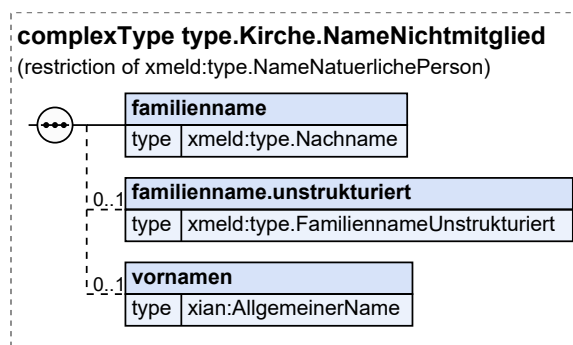 complexType type.Kirche.NameNichtmitglied
(restriction of xmeld:type.NameNatuerlichePerson)
familienname
type xmeld:type.Nachname
0..1 familienname.unstrukturiert
type xmeld:type.FamiliennameUnstrukturiert
0..1 vornamen
type xian:AllgemeinerName